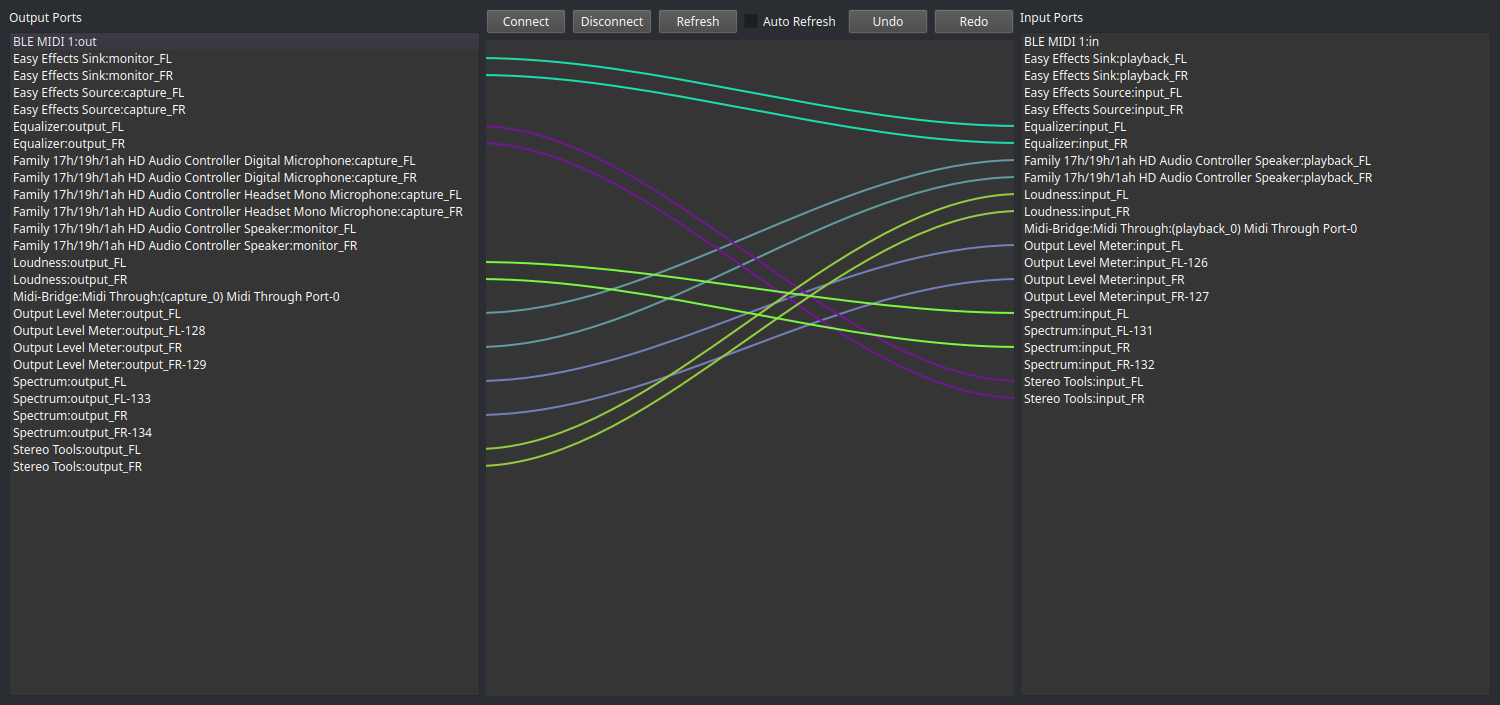 Output Ports
Connect
Disconnect
Refresh
Auto Refresh
Undo
Redo
Input Ports
BLE MIDI 1:out
Easy Effects Sink:monitor_FL
Easy Effects Sink:monitor_FR
Easy Effects Source:capture_FL
Easy Effects Source:capture_FR
Equalizer:output_FL
Equalizer:output_FR
Family 17h/19h/1ah HD Audio Controller Digital Microphone:capture_FL
Family 17h/19h/1ah HD Audio Controller Digital Microphone:capture_FR
Family 17h/19h/1ah HD Audio Controller Headset Mono Microphone:capture_FL
Family 17h/19h/1ah HD Audio Controller Headset Mono Microphone:capture_FR
Family 17h/19h/1ah HD Audio Controller Speaker:monitor_FL
Family 17h/19h/1ah HD Audio Controller Speaker:monitor_FR
Loudness:output_FL
Loudness:output_FR
Midi-Bridge:Midi Through:(capture_0) Midi Through Port-0
Output Level Meter:output_FL
Output Level Meter:output_FL-128
Output Level Meter:output_FR
Output Level Meter:output_FR-129
Spectrum:output_FL
Spectrum:output_FL-133
Spectrum:output_FR
Spectrum:output_FR-134
Stereo Tools:output_FL
Stereo Tools:output_FR
BLE MIDI 1:in
Easy Effects Sink:playback_FL
Easy Effects Sink:playback_FR
Easy Effects Source:input_FL
Easy Effects Source:input_FR
Equalizer:input_FL
Equalizer:input_FR
Family 17h/19h/1ah HD Audio Controller Speaker:playback_FL
Family 17h/19h/1ah HD Audio Controller Speaker:playback_FR
Loudness:input_FL
Loudness:input_FR
Midi-Bridge:Midi Through:(playback_0) Midi Through Port-0
Output Level Meter:input_FL
Output Level Meter:input_FL-126
Output Level Meter:input_FR
Output Level Meter:input_FR-127
Spectrum:input_FL
Spectrum:input_FL-131
Spectrum:input_FR
Spectrum:input_FR-132
Stereo Tools:input_FL
Stereo Tools:input_FR